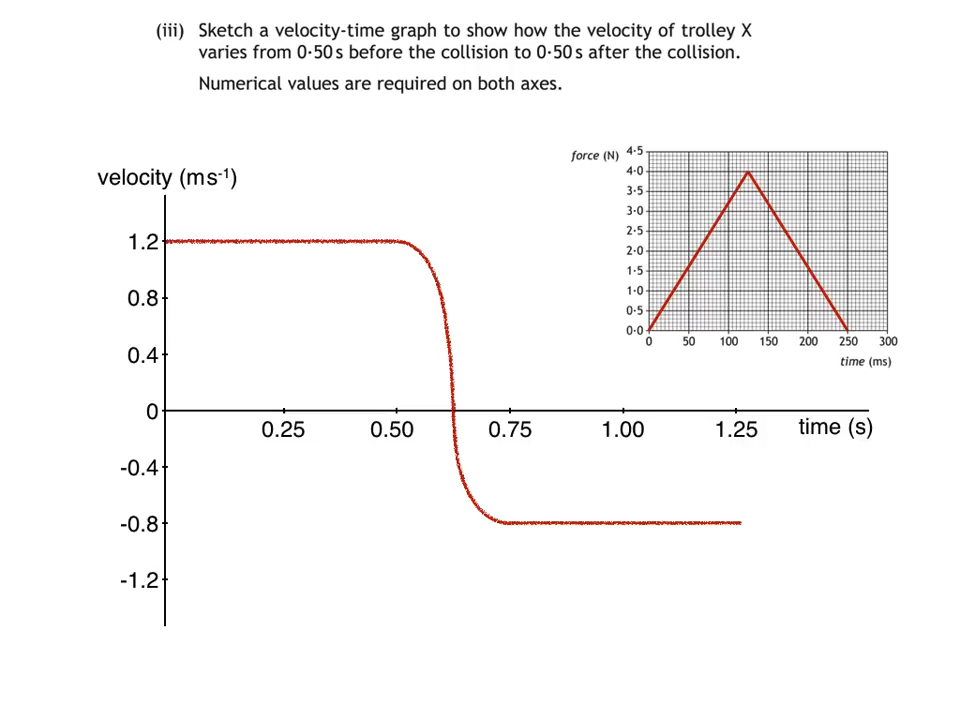 (iii) Sketch a velocity-time graph to show how the velocity of trolley X
varies from 0·50 s before the collision to 0·50 s after the collision.
Numerical values are required on both axes.
force (N)
4·5
4·0
3·5
3·0
2·5
2·0
1·5
1·0
0·5
0·0
0 50 100 150 200 250 300
time (ms)
velocity (ms-1)
1.2
0.8
0.4
0
-0.4
-0.8
-1.2
0.25 0.50 0.75 1.00 1.25 time (s)